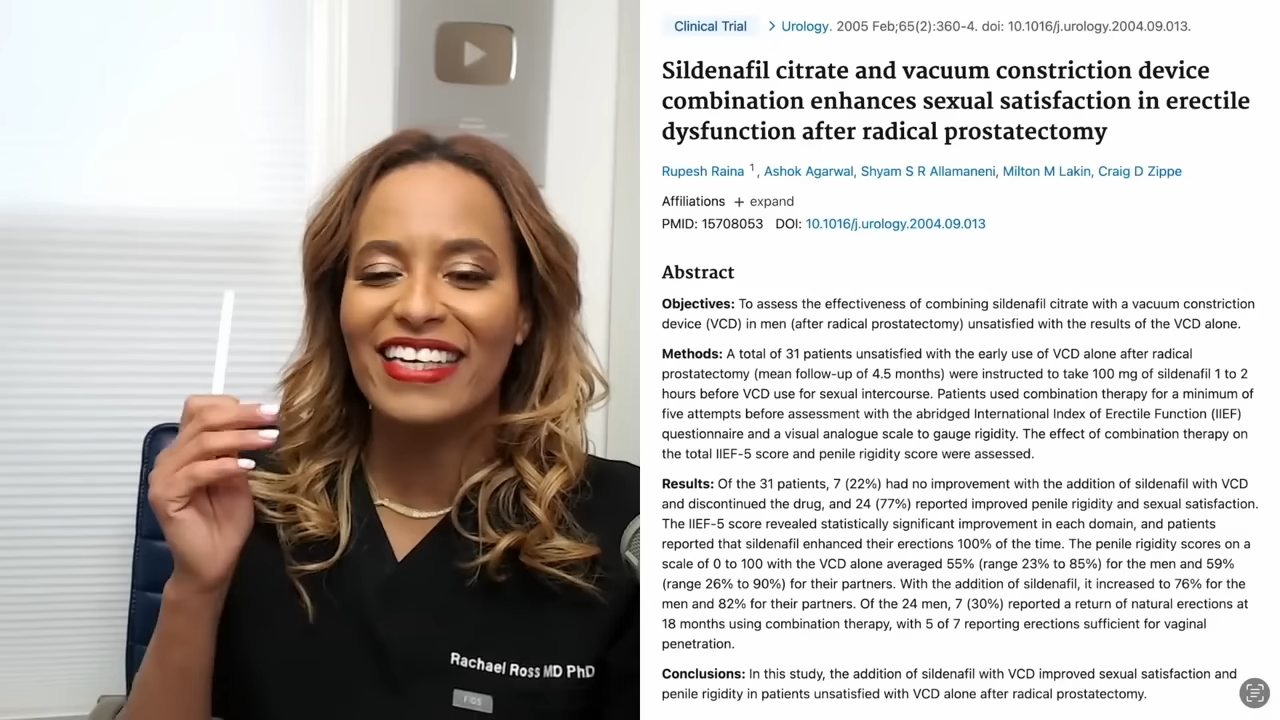 Rachael Ross MD PhD
FIGS
Clinical Trial > Urology. 2005 Feb;65(2):360-4. doi: 10.1016/j.urology.2004.09.013.
Sildenafil citrate and vacuum constriction device
combination enhances sexual satisfaction in erectile
dysfunction after radical prostatectomy
Rupesh Raina 1, Ashok Agarwal, Shyam S R Allamaneni, Milton M Lakin, Craig D Zippe
Affiliations + expand
PMID: 15708053 DOI: 10.1016/j.urology.2004.09.013
Abstract
Objectives: To assess the effectiveness of combining sildenafil citrate with a vacuum constriction
device (VCD) in men (after radical prostatectomy) unsatisfied with the results of the VCD alone.
Methods: A total of 31 patients unsatisfied with the early use of VCD alone after radical
prostatectomy (mean follow-up of 4.5 months) were instructed to take 100 mg of sildenafil 1 to 2
hours before VCD use for sexual intercourse. Patients used combination therapy for a minimum of
five attempts before assessment with the abridged International Index of Erectile Function (IIEF)
questionnaire and a visual analogue scale to gauge rigidity. The effect of combination therapy on
the total IIEF-5 score and penile rigidity score were assessed.
Results: Of the 31 patients, 7 (22%) had no improvement with the addition of sildenafil with VCD
and discontinued the drug, and 24 (77%) reported improved penile rigidity and sexual satisfaction.
The IIEF-5 score revealed statistically significant improvement in each domain, and patients
reported that sildenafil enhanced their erections 100% of the time. The penile rigidity scores on a
scale of 0 to 100 with the VCD alone averaged 55% (range 23% to 85%) for the men and 59%
(range 26% to 90%) for their partners. With the addition of sildenafil, it increased to 76% for the
men and 82% for their partners. Of the 24 men, 7 (30%) reported a return of natural erections at
18 months using combination therapy, with 5 of 7 reporting erections sufficient for vaginal
penetration.
Conclusions: In this study, the addition of sildenafil with VCD improved sexual satisfaction and
penile rigidity in patients unsatisfied with VCD alone after radical prostatectomy.